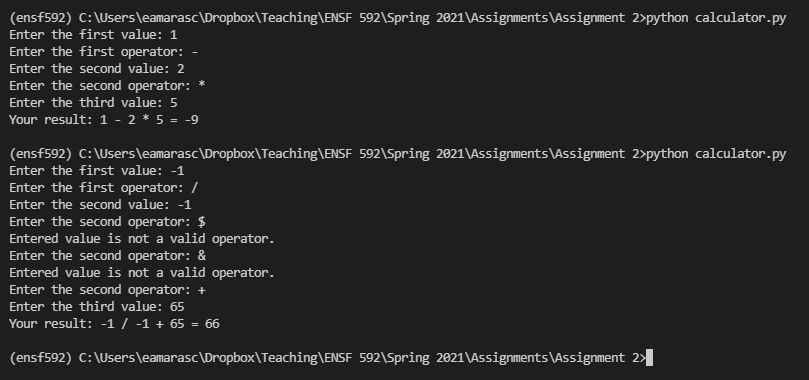 (ensf592) C:\Users\eamarasc\Dropbox\Teaching\ENSF 592\Spring 2021\Assignments\Assignment 2>python calculator.py
Enter the first value: 1
Enter the first operator: -
Enter the second value: 2
Enter the second operator: *
Enter the third value: 5
Your result: 1 - 2 * 5 = -9
(ensf592) C:\Users\eamarasc\Dropbox\Teaching\ENSF 592\Spring 2021\Assignments\Assignment 2>python calculator.py
Enter the first value: -1
Enter the first operator: /
Enter the second value: -1
Enter the second operator: $
Entered value is not a valid operator.
Enter the second operator: &
Entered value is not a valid operator.
Enter the second operator: +
Enter the third value: 65
Your result: -1 / -1 + 65 = 66
(ensf592) C:\Users\eamarasc\Dropbox\Teaching\ENSF 592\Spring 2021\Assignments\Assignment 2>